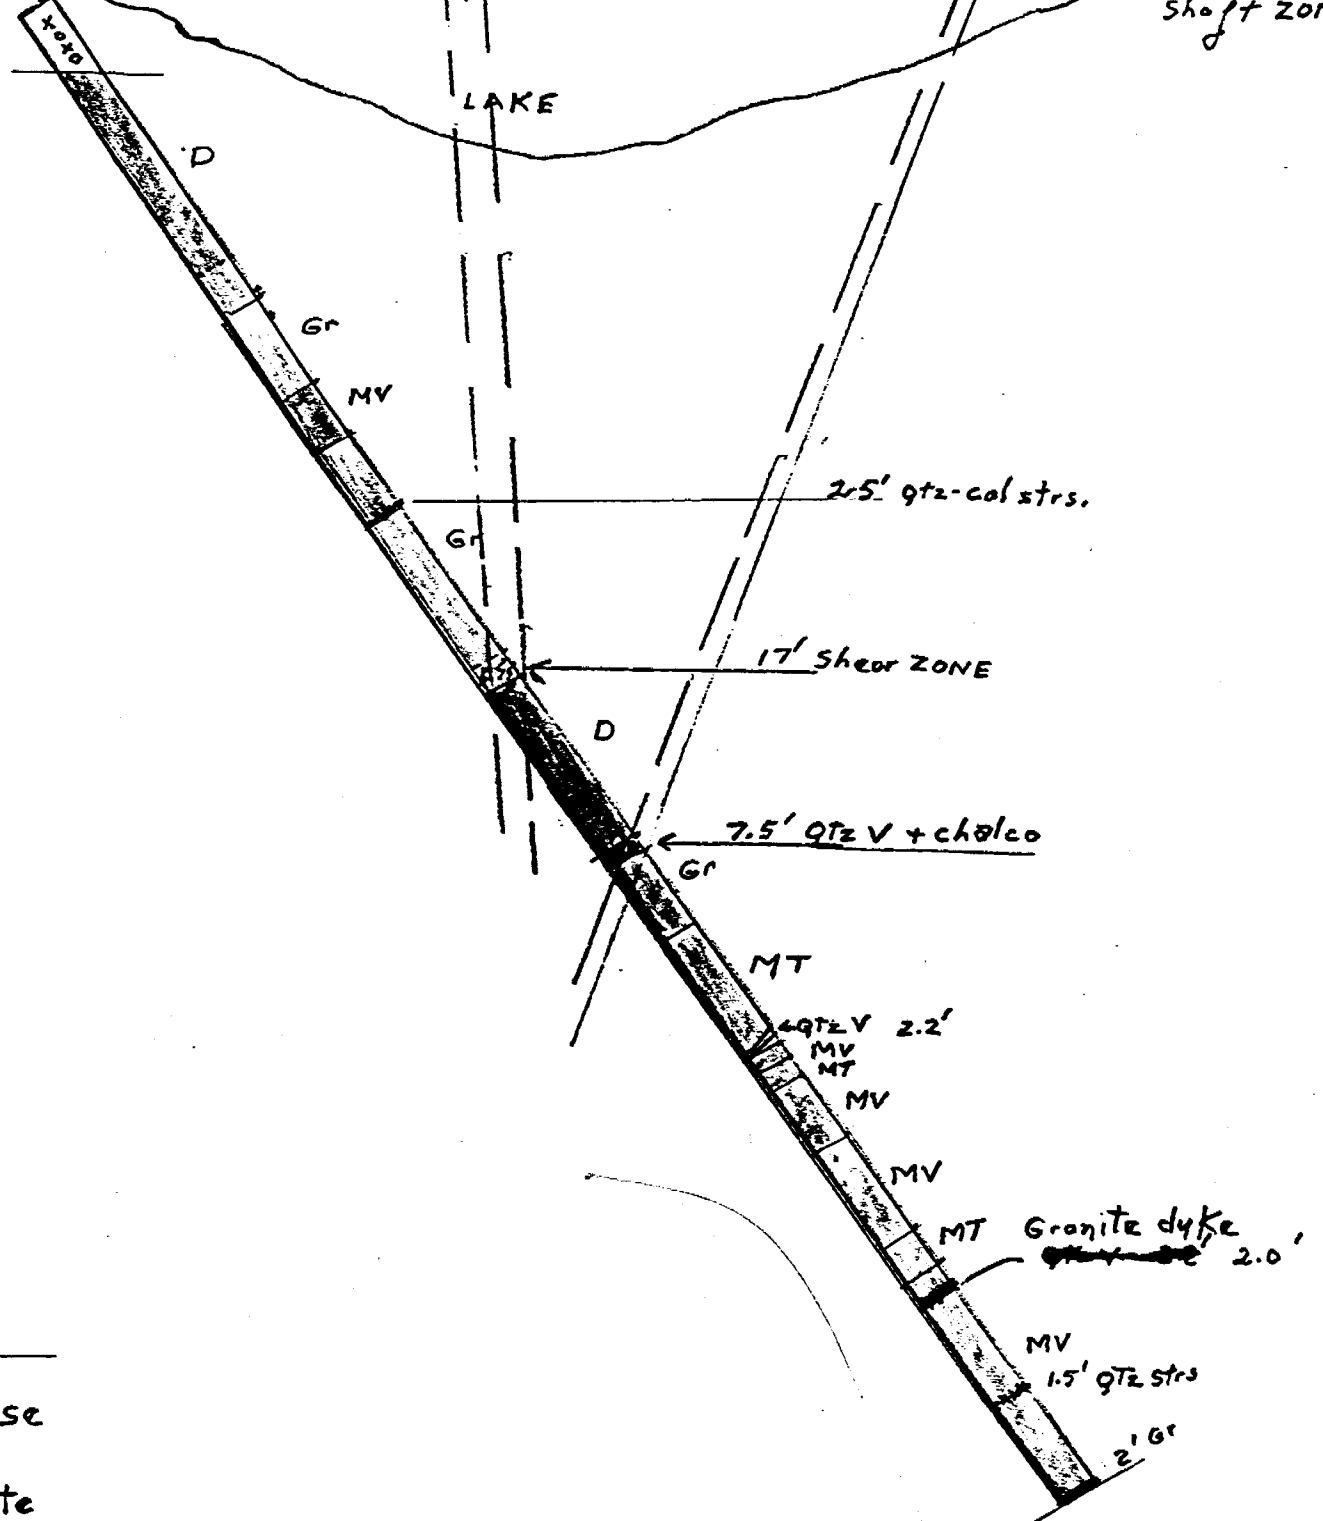 shaft
xoxo
LAKE
D
Gr
MV
2.5' qtz-cal strs.
Gr
17' Shear ZONE
D
7.5' QTz V + chalco
Gr
MT
QTz V 2.2'
MV
MT
MV
MV
MT Granite dyke
2.0'
MV
1.5' QTz strs
2' Gr
se
te